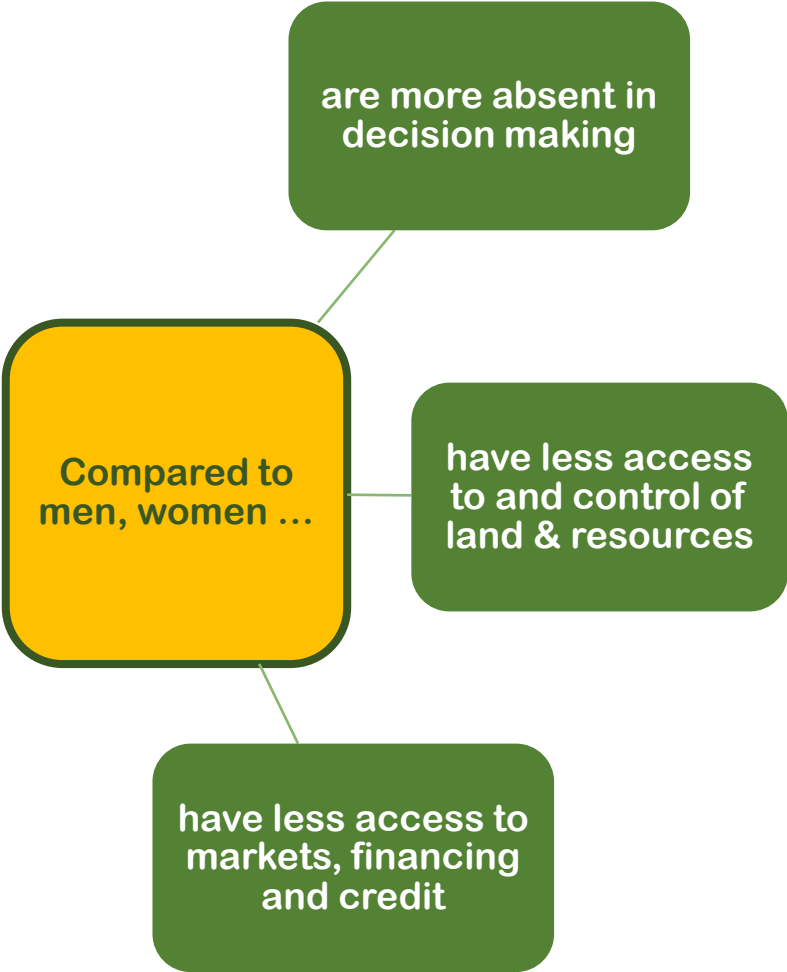 are more absent in
decision making
Compared to
men, women …
have less access
to and control of
land & resources
have less access to
markets, financing
and credit